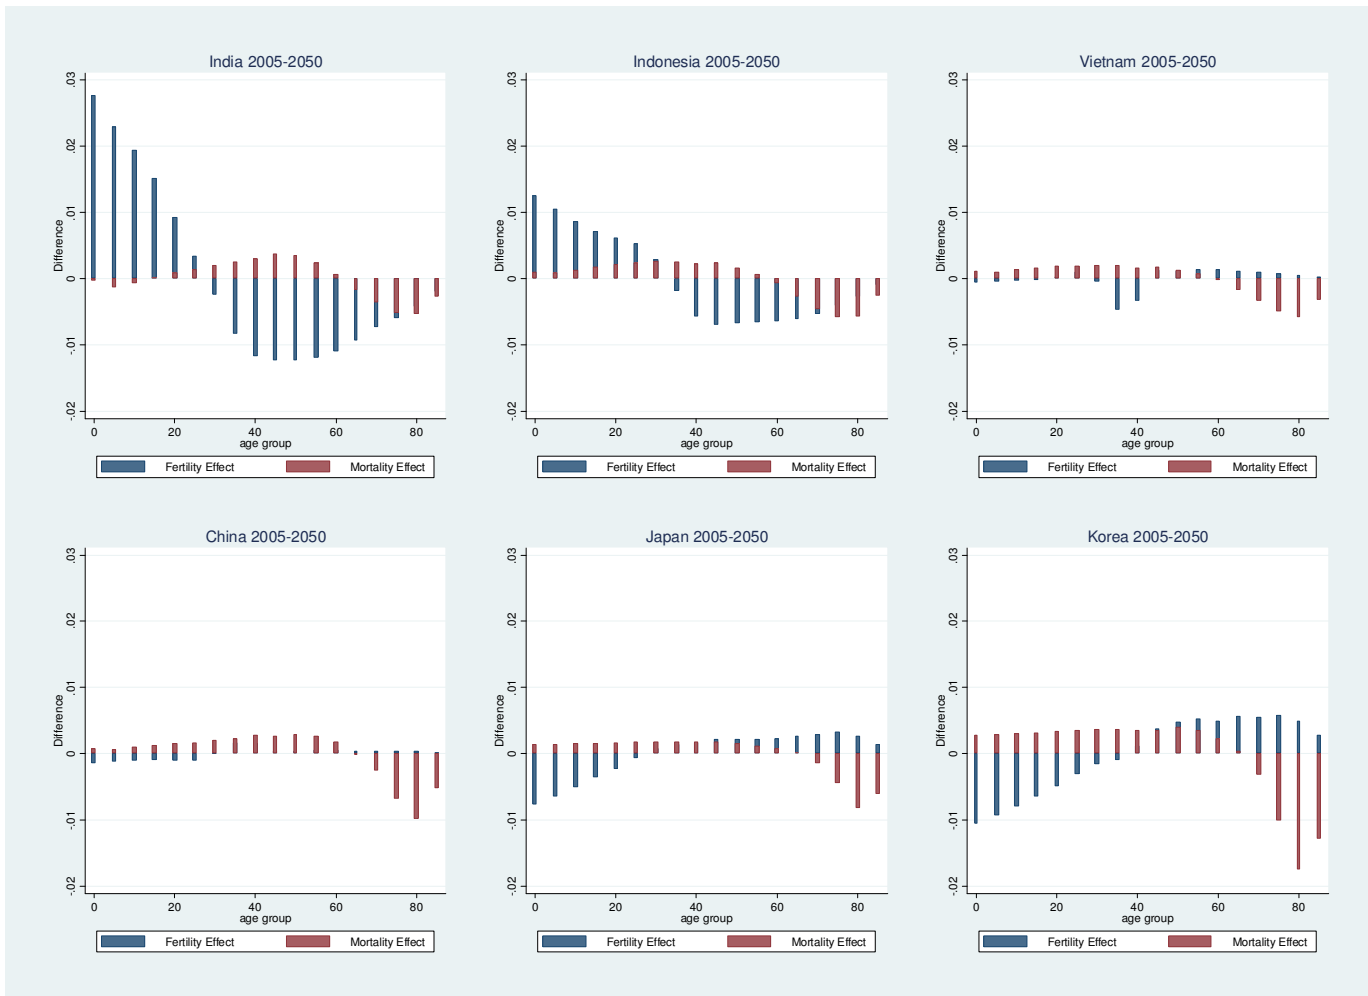 India 2005-2050
Difference
.03
.02
.01
0
-.01
-.02
0 20 40 60 80
age group
Fertility Effect Mortality Effect
Indonesia 2005-2050
Difference
.03
.02
.01
0
-.01
-.02
0 20 40 60 80
age group
Fertility Effect Mortality Effect
Vietnam 2005-2050
Difference
.03
.02
.01
0
-.01
-.02
0 20 40 60 80
age group
Fertility Effect Mortality Effect
China 2005-2050
Difference
.03
.02
.01
0
-.01
-.02
0 20 40 60 80
age group
Fertility Effect Mortality Effect
Japan 2005-2050
Difference
.03
.02
.01
0
-.01
-.02
0 20 40 60 80
age group
Fertility Effect Mortality Effect
Korea 2005-2050
Difference
.03
.02
.01
0
-.01
-.02
0 20 40 60 80
age group
Fertility Effect Mortality Effect